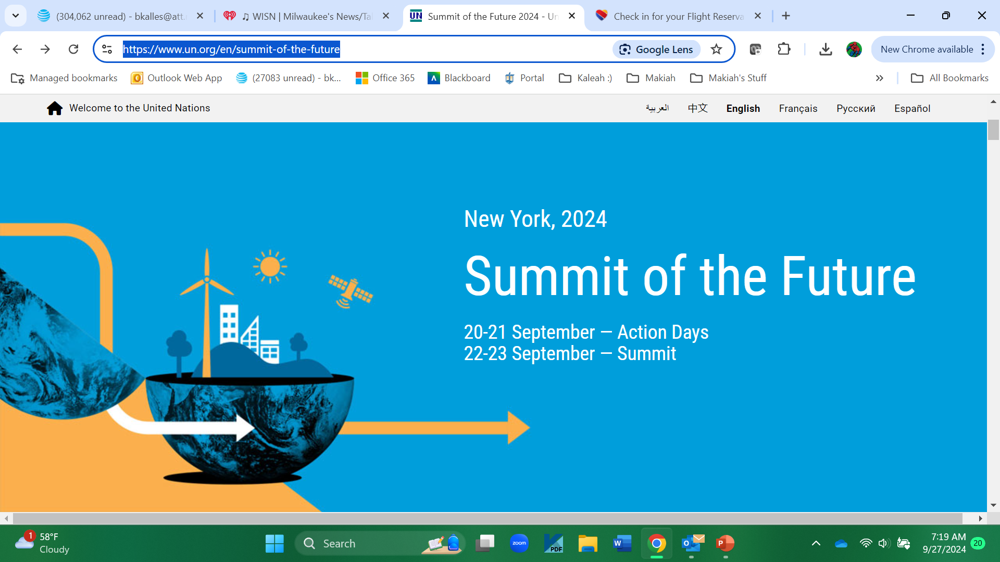 (304,062 unread) - bkalles@att.
♫ WISN | Milwaukee's News/Tal
UN
Summit of the Future 2024 - Un
Check in for your Flight Reserva
https://www.un.org/en/summit-of-the-future
Google Lens
New Chrome available
Managed bookmarks
Outlook Web App
(27083 unread) - bk...
Office 365
Blackboard
Portal
Kaleah :)
Makiah
Makiah's Stuff
»
All Bookmarks
Welcome to the United Nations
العربية
中文
English
Français
Русский
Español
New York, 2024
Summit of the Future
20-21 September — Action Days
22-23 September — Summit
1
58°F
Cloudy
Search
zoom
PDF
W
O
P
7:19 AM
9/27/2024
20